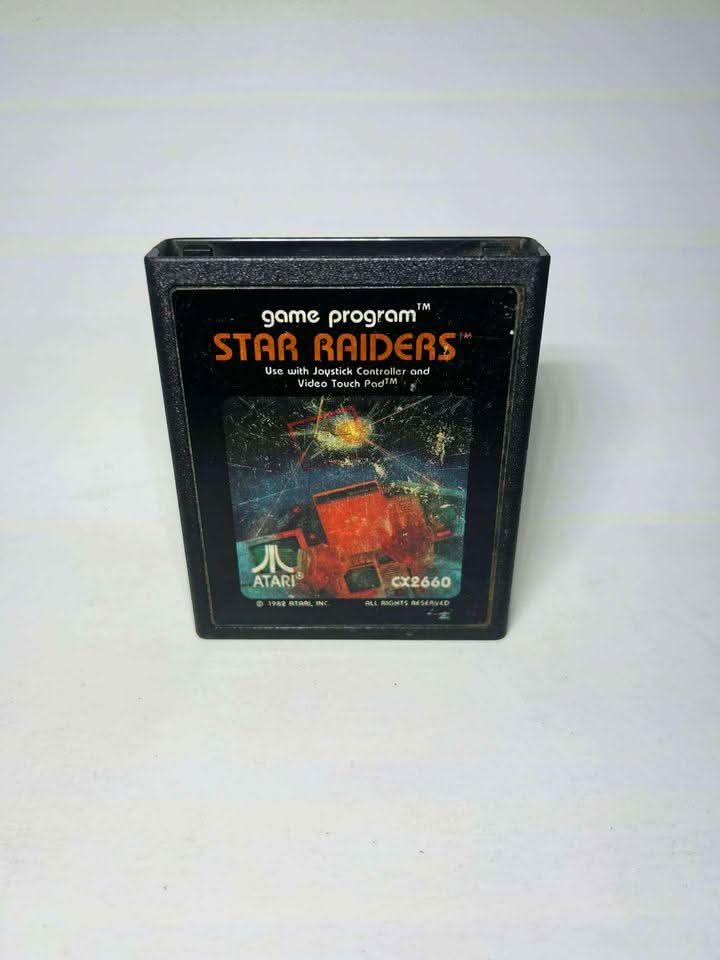 game program™
STAR RAIDERS™
Use with Joystick Controller and
Video Touch Pad™
ATARI®
CX2660
© 1982 ATARI, INC. ALL RIGHTS RESERVED